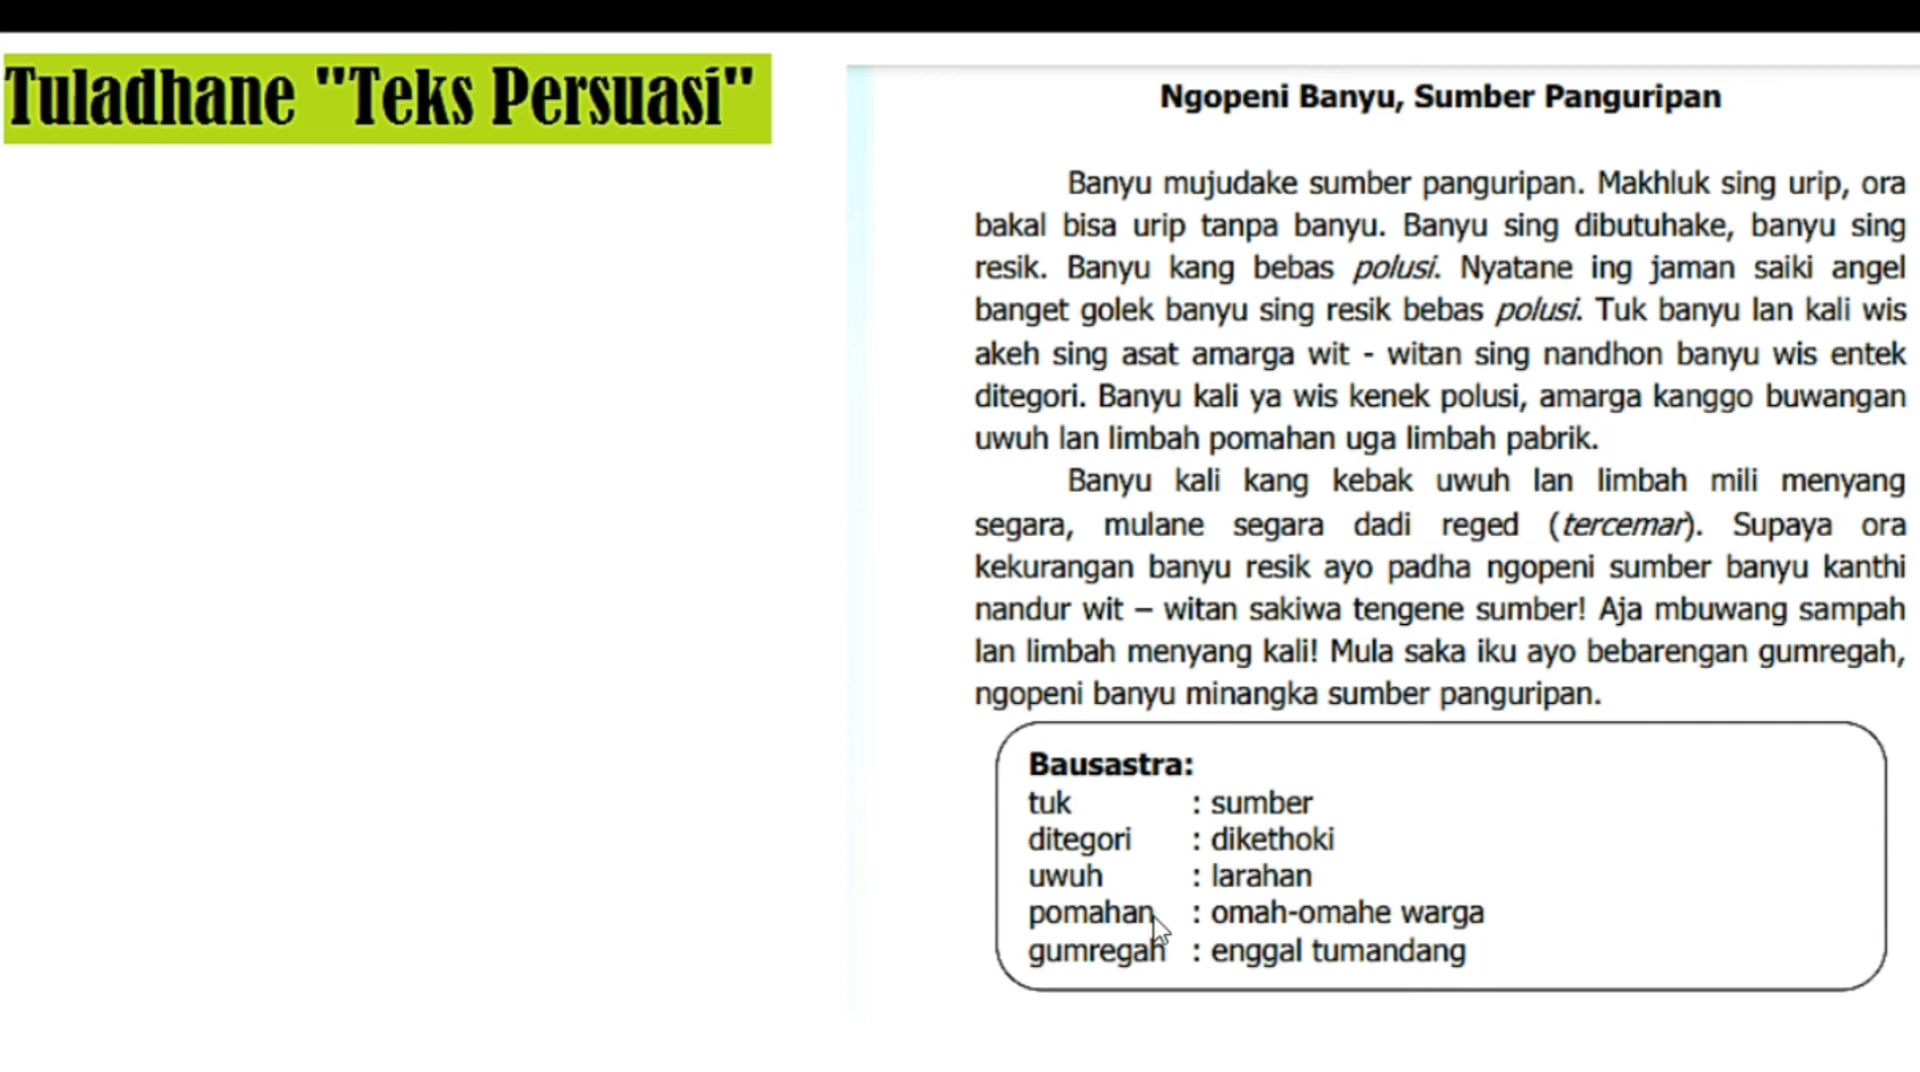 Tuladhane "Teks Persuasi"
Ngopeni Banyu, Sumber Panguripan
Banyu mujudake sumber panguripan. Makhluk sing urip, ora
bakal bisa urip tanpa banyu. Banyu sing dibutuhake, banyu sing
resik. Banyu kang bebas polusi. Nyatane ing jaman saiki angel
banget golek banyu sing resik bebas polusi. Tuk banyu lan kali wis
akeh sing asat amarga wit - witan sing nandhon banyu wis entek
ditegori. Banyu kali ya wis kenek polusi, amarga kanggo buwangan
uwuh lan limbah pomahan uga limbah pabrik.
Banyu kali kang kebak uwuh lan limbah mili menyang
segara, mulane segara dadi reged (tercemar). Supaya ora
kekurangan banyu resik ayo padha ngopeni sumber banyu kanthi
nandur wit – witan sakiwa tengene sumber! Aja mbuwang sampah
lan limbah menyang kali! Mula saka iku ayo bebarengan gumregah,
ngopeni banyu minangka sumber panguripan.
Bausastra:
tuk : sumber
ditegori : dikethoki
uwuh : larahan
pomahan : omah-omahe warga
gumregah : enggal tumandang